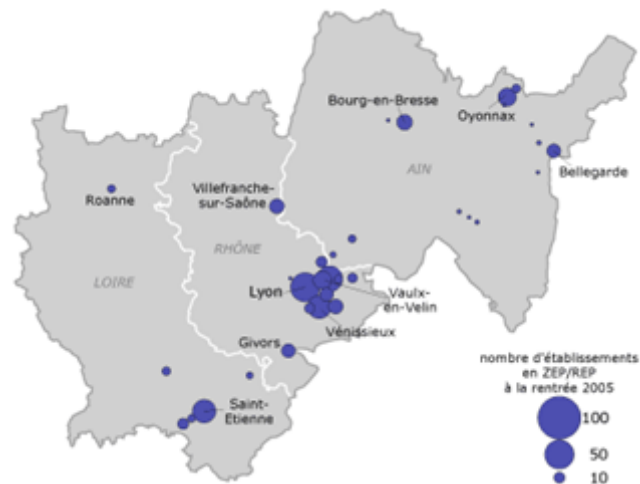 Bourg-en-Bresse
Oyonnax
AIN
Bellegarde
Roanne
Villefranche-
sur-Saône
RHÔNE
LOIRE
Lyon
Vaulx-
en-Velin
Vénissieux
Givors
Saint-
Etienne
nombre d'établissements
en ZEP/REP
à la rentrée 2005
100
50
10